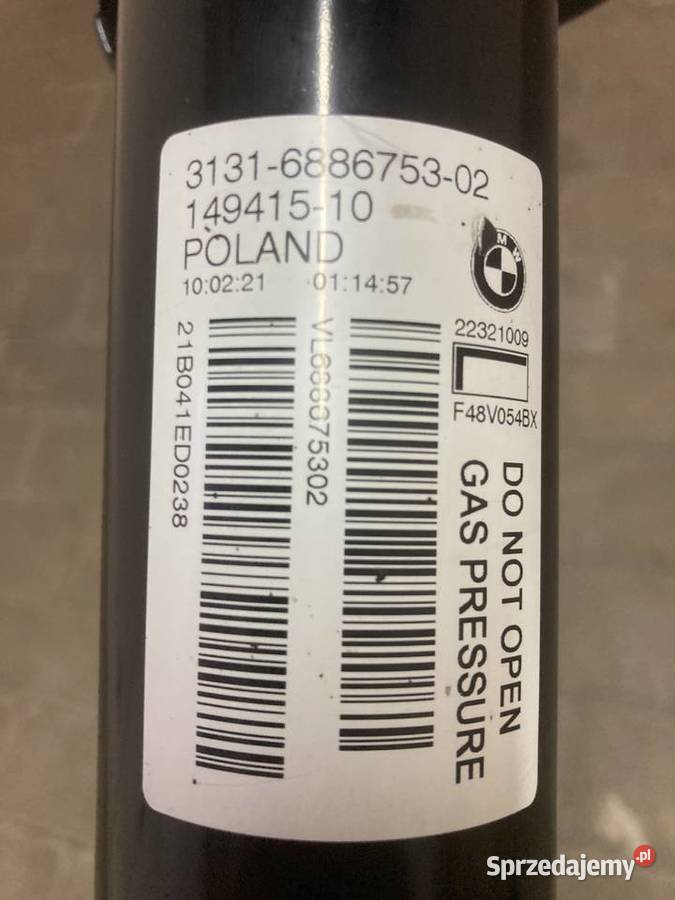 3131-6886753-02
149415-10
POLAND
10:02:21 01:14:57
BMW
22321009
L
F48V054BX
21B041ED0238
VL688675302
DO NOT OPEN
GAS PRESSURE
Sprzedajemy.pl